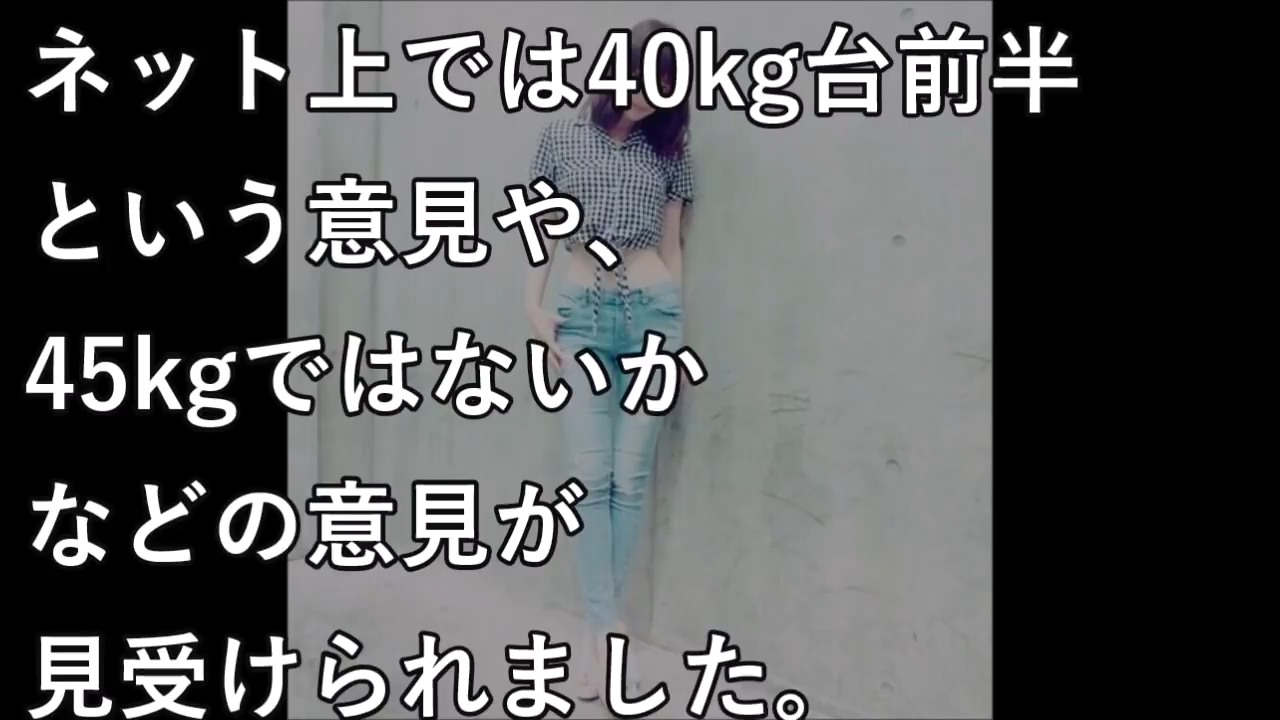 ネット上では40kg台前半
という意見や、
45kgではないか
などの意見が
見受けられました。